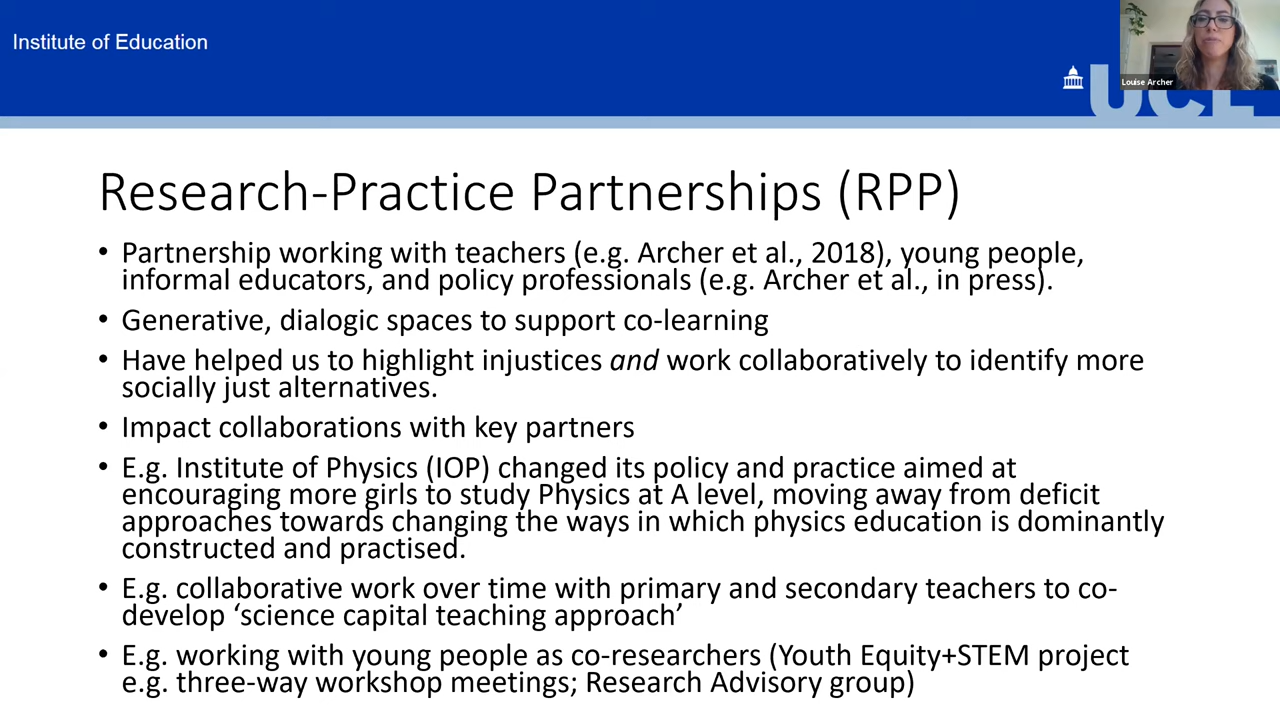 Institute of Education
Louise Archer
UCL
Research-Practice Partnerships (RPP)
• Partnership working with teachers (e.g. Archer et al., 2018), young people,
informal educators, and policy professionals (e.g. Archer et al., in press).
• Generative, dialogic spaces to support co-learning
• Have helped us to highlight injustices and work collaboratively to identify more
socially just alternatives.
• Impact collaborations with key partners
• E.g. Institute of Physics (IOP) changed its policy and practice aimed at
encouraging more girls to study Physics at A level, moving away from deficit
approaches towards changing the ways in which physics education is dominantly
constructed and practised.
• E.g. collaborative work over time with primary and secondary teachers to co-
develop ‘science capital teaching approach’
• E.g. working with young people as co-researchers (Youth Equity+STEM project
e.g. three-way workshop meetings; Research Advisory group)